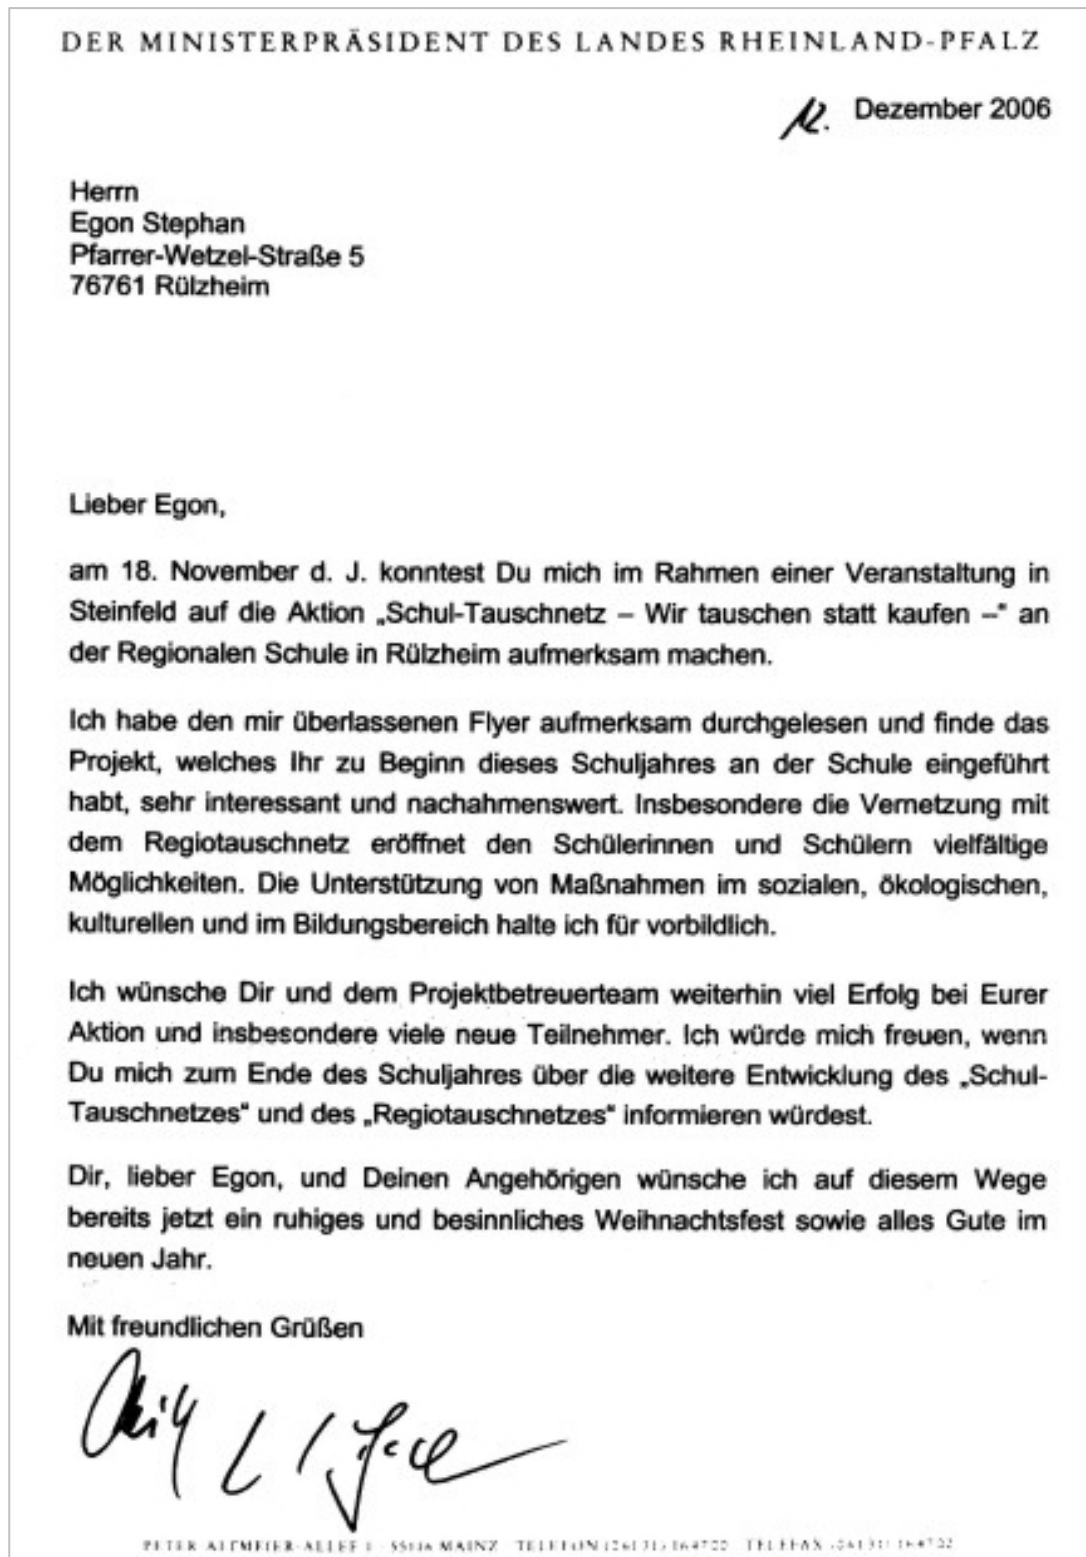 DER MINISTERPRÄSIDENT DES LANDES RHEINLAND-PFALZ
12. Dezember 2006
Herrn
Egon Stephan
Pfarrer-Wetzel-Straße 5
76761 Rülzheim
Lieber Egon,
am 18. November d. J. konntest Du mich im Rahmen einer Veranstaltung in
Steinfeld auf die Aktion „Schul-Tauschnetz – Wir tauschen statt kaufen –“ an
der Regionalen Schule in Rülzheim aufmerksam machen.
Ich habe den mir überlassenen Flyer aufmerksam durchgelesen und finde das
Projekt, welches Ihr zu Beginn dieses Schuljahres an der Schule eingeführt
habt, sehr interessant und nachahmenswert. Insbesondere die Vernetzung mit
dem Regiotauschnetz eröffnet den Schülerinnen und Schülern vielfältige
Möglichkeiten. Die Unterstützung von Maßnahmen im sozialen, ökologischen,
kulturellen und im Bildungsbereich halte ich für vorbildlich.
Ich wünsche Dir und dem Projektbetreuerteam weiterhin viel Erfolg bei Eurer
Aktion und insbesondere viele neue Teilnehmer. Ich würde mich freuen, wenn
Du mich zum Ende des Schuljahres über die weitere Entwicklung des „Schul-
Tauschnetzes“ und des „Regiotauschnetzes“ informieren würdest.
Dir, lieber Egon, und Deinen Angehörigen wünsche ich auf diesem Wege
bereits jetzt ein ruhiges und besinnliches Weihnachtsfest sowie alles Gute im
neuen Jahr.
Mit freundlichen Grüßen
PETER-ALTMEIER-ALLEE 1 55116 MAINZ TELEFON (06131) 164700 TELEFAX (06131) 164702